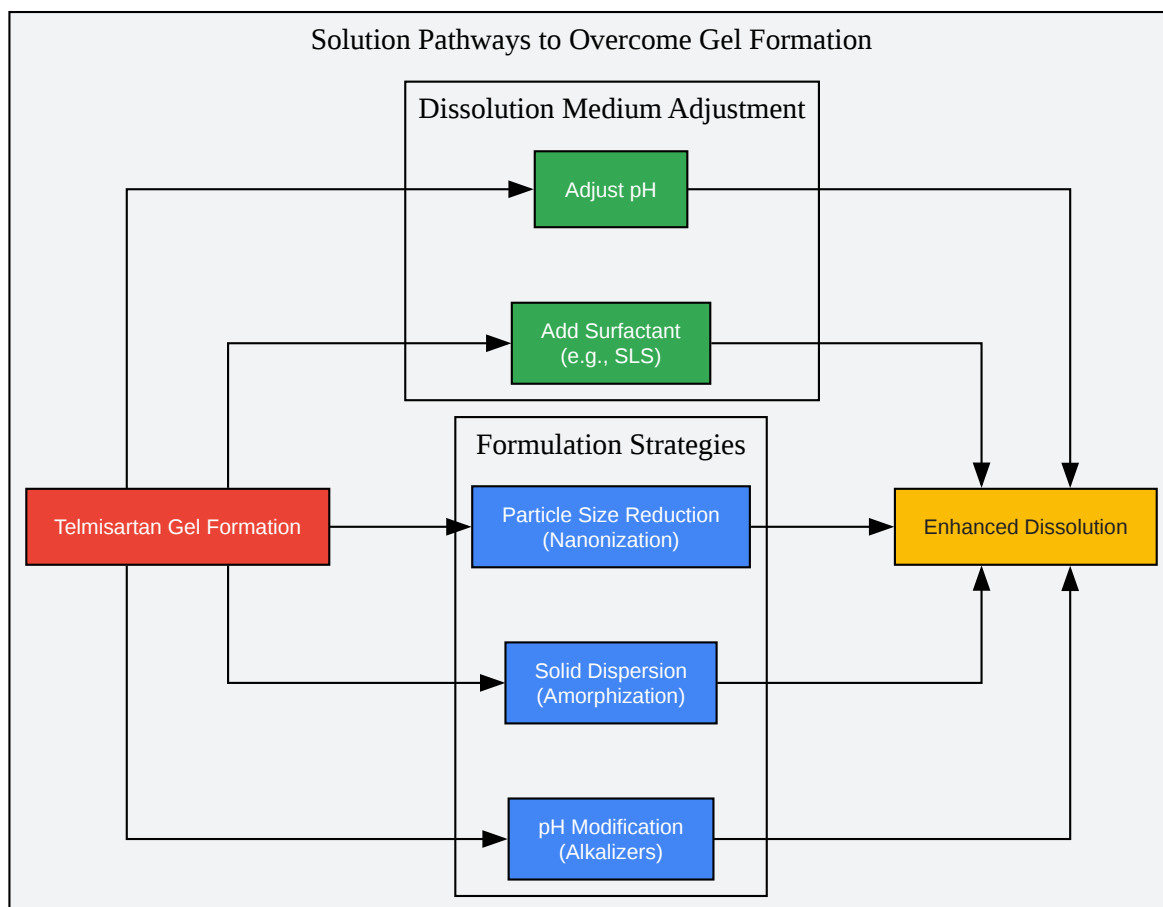 Solution Pathways to Overcome Gel Formation
Dissolution Medium Adjustment
Adjust pH
Add Surfactant
(e.g., SLS)
Formulation Strategies
Telmisartan Gel Formation
Particle Size Reduction
(Nanonization)
Enhanced Dissolution
Solid Dispersion
(Amorphization)
pH Modification
(Alkalizers)